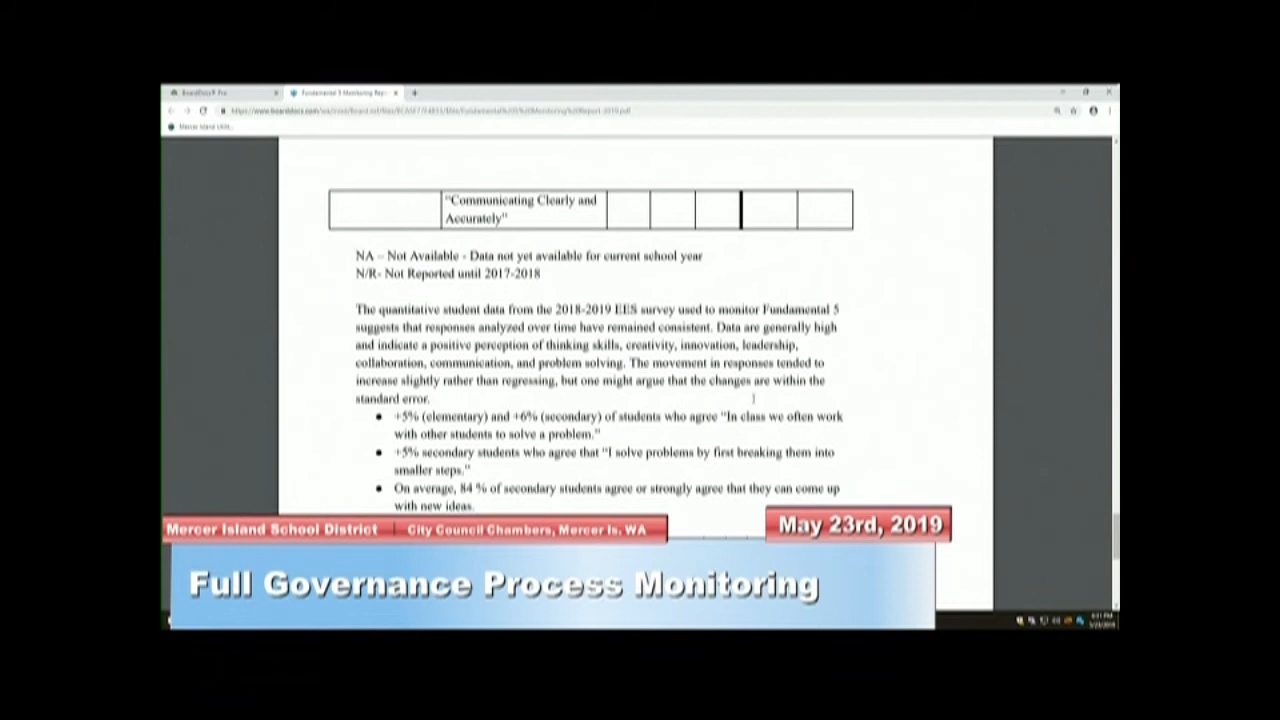 BoardDocs® Pro
Fundamental 5 Monitoring Rep
Mercer Island
"Communicating Clearly and
Accurately"
NA – Not Available - Data not yet available for current school year
N/R- Not Reported until 2017-2018
The quantitative student data from the 2018-2019 EES survey used to monitor Fundamental 5
suggests that responses analyzed over time have remained consistent. Data are generally high
and indicate a positive perception of thinking skills, creativity, innovation, leadership,
collaboration, communication, and problem solving. The movement in responses tended to
increase slightly rather than regressing, but one might argue that the changes are within the
standard error.
+5% (elementary) and +6% (secondary) of students who agree "In class we often work
with other students to solve a problem."
+5% secondary students who agree that "I solve problems by first breaking them into
smaller steps."
On average, 84 % of secondary students agree or strongly agree that they can come up
with new ideas.
Mercer Island School District | City Council Chambers, Mercer Is, WA
May 23rd, 2019
Full Governance Process Monitoring